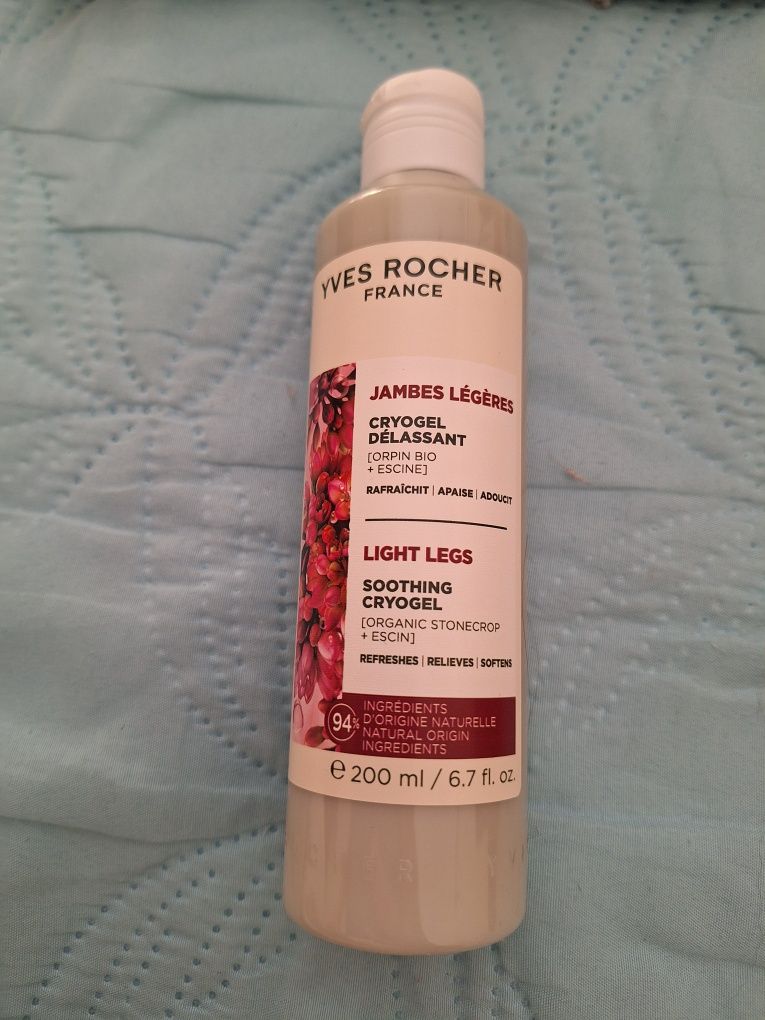 YVES ROCHER
FRANCE
JAMBES LÉGÈRES
CRYOGEL
DÉLASSANT
[ORPIN BIO
+ ESCINE]
RAFRAÎCHIT | APAISE | ADOUCIT
LIGHT LEGS
SOOTHING
CRYOGEL
[ORGANIC STONECROP
+ ESCIN]
REFRESHES | RELIEVES | SOFTENS
94%
INGRÉDIENTS
D'ORIGINE NATURELLE
NATURAL ORIGIN
INGREDIENTS
e 200 ml / 6.7 fl. oz.